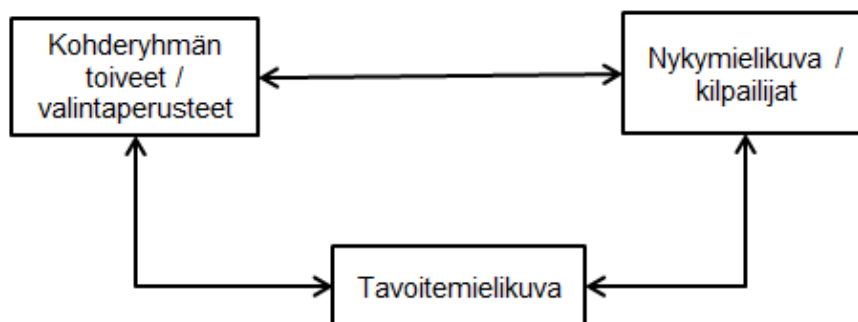 Kohderyhmän
toiveet /
valintaperusteet
Nykymielikuva /
kilpailijat
Tavoitemielikuva